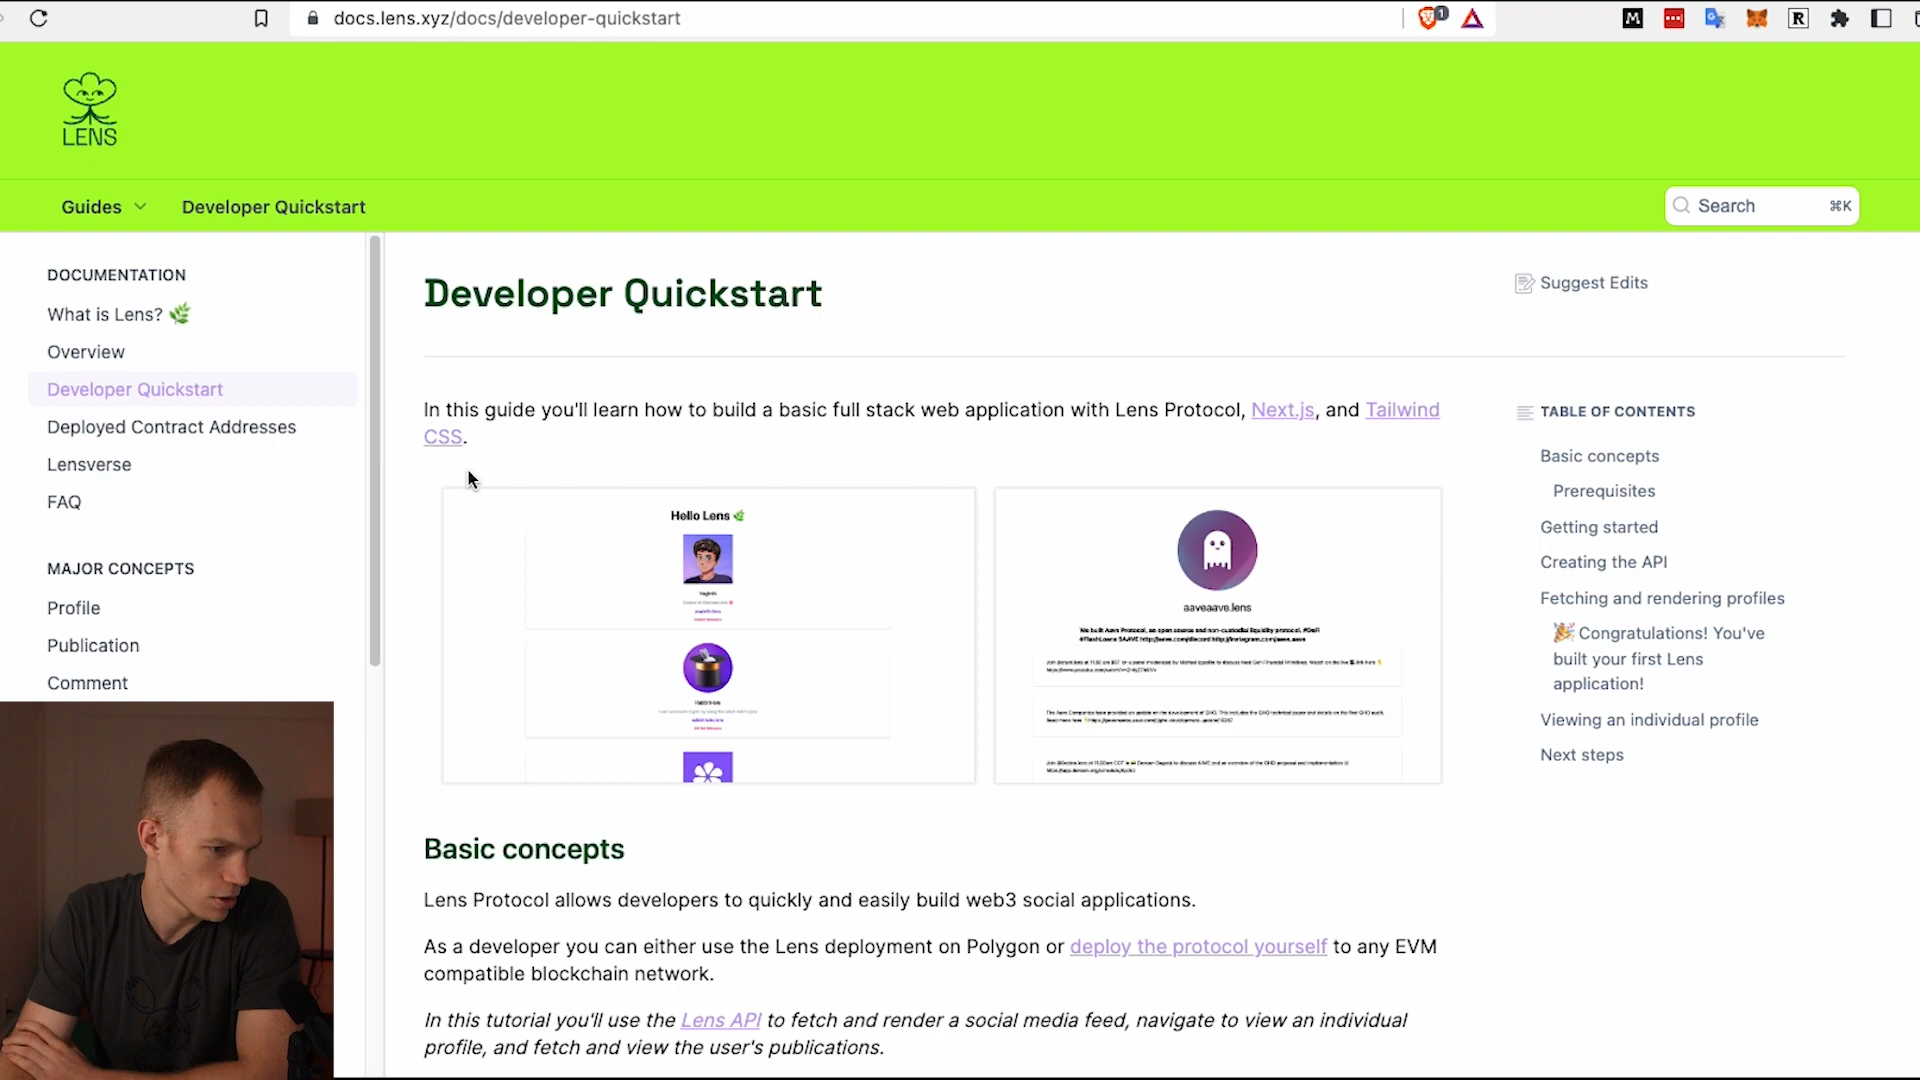 docs.lens.xyz/docs/developer-quickstart
1
M
R
LENS
Guides
Developer Quickstart
Search
⌘K
DOCUMENTATION
What is Lens? 🌿
Overview
Developer Quickstart
Deployed Contract Addresses
Lensverse
FAQ
MAJOR CONCEPTS
Profile
Publication
Comment
Developer Quickstart
Suggest Edits
In this guide you'll learn how to build a basic full stack web application with Lens Protocol, Next.js, and Tailwind
CSS.
Hello Lens 🌿
aaveaave.lens
Basic concepts
Lens Protocol allows developers to quickly and easily build web3 social applications.
As a developer you can either use the Lens deployment on Polygon or deploy the protocol yourself to any EVM
compatible blockchain network.
In this tutorial you'll use the Lens API to fetch and render a social media feed, navigate to view an individual
profile, and fetch and view the user's publications.
TABLE OF CONTENTS
Basic concepts
Prerequisites
Getting started
Creating the API
Fetching and rendering profiles
🎉 Congratulations! You've
built your first Lens
application!
Viewing an individual profile
Next steps